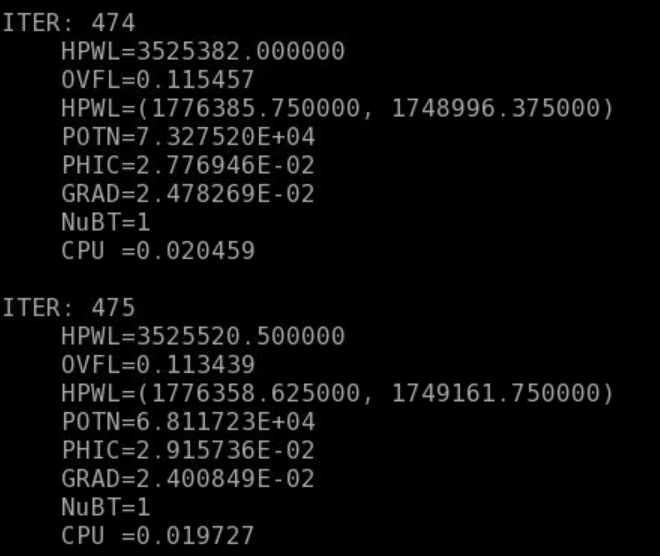 ITER: 474
HPWL=3525382.000000
OVFL=0.115457
HPWL=(1776385.750000, 1748996.375000)
POTN=7.327520E+04
PHIC=2.776946E-02
GRAD=2.478269E-02
NuBT=1
CPU =0.020459
ITER: 475
HPWL=3525520.500000
OVFL=0.113439
HPWL=(1776358.625000, 1749161.750000)
POTN=6.811723E+04
PHIC=2.915736E-02
GRAD=2.400849E-02
NuBT=1
CPU =0.019727